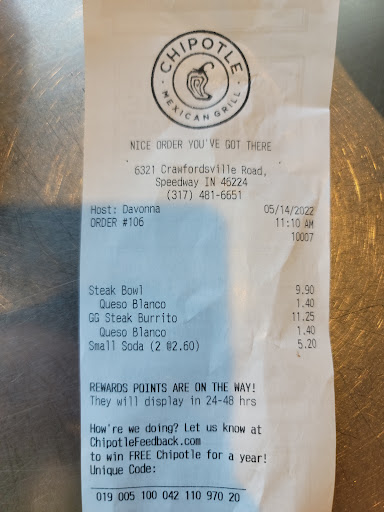 CHIPOTLE
MEXICAN GRILL
NICE ORDER YOU'VE GOT THERE
6321 Crawfordsville Road,
Speedway IN 46224
(317) 481-6651
Host: Davonna 05/14/2022
ORDER #106 11:10 AM
10007
Steak Bowl 9.90
Queso Blanco 1.40
GG Steak Burrito 11.25
Queso Blanco 1.40
Small Soda (2 @2.60) 5.20
REWARDS POINTS ARE ON THE WAY!
They will display in 24-48 hrs
How're we doing? Let us know at
ChipotleFeedback.com
to win FREE Chipotle for a year!
Unique Code:
019 005 100 042 110 970 20